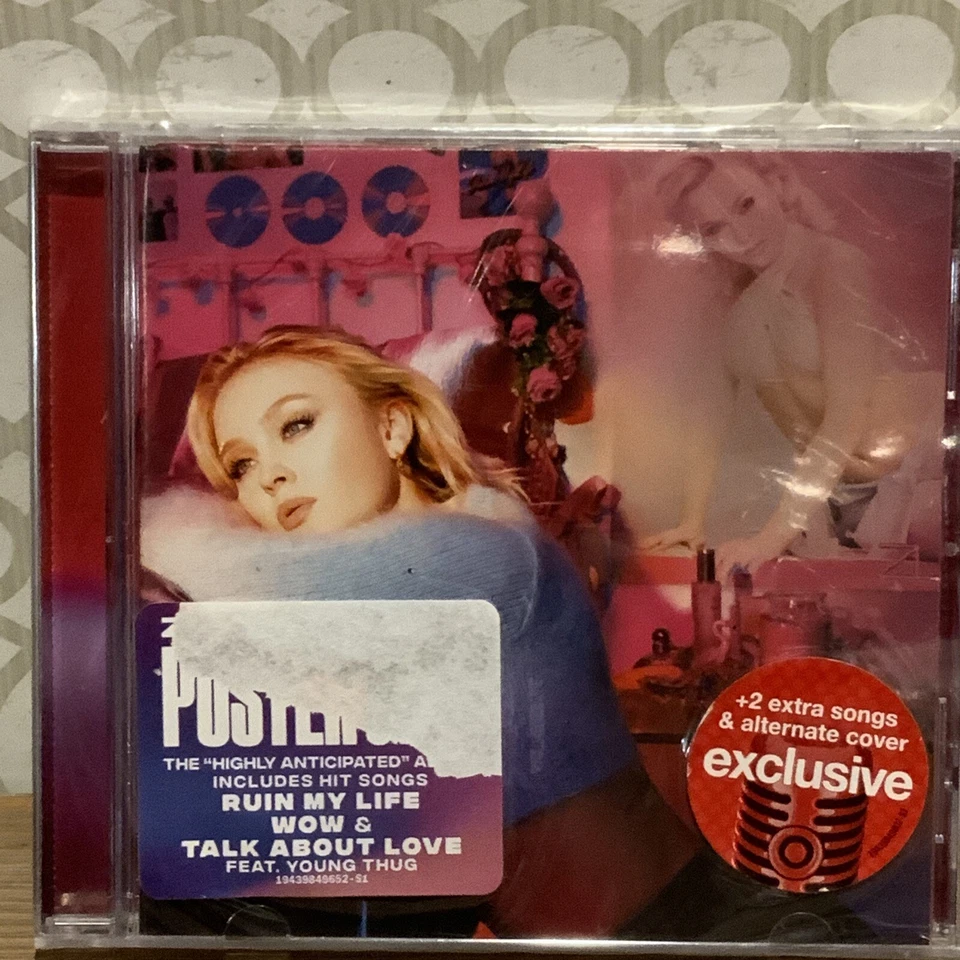 POSTER
THE "HIGHLY ANTICIPATED" A
INCLUDES HIT SONGS
RUIN MY LIFE
WOW &
TALK ABOUT LOVE
FEAT. YOUNG THUG
19439849652-S1
+2 extra songs
& alternate cover
exclusive